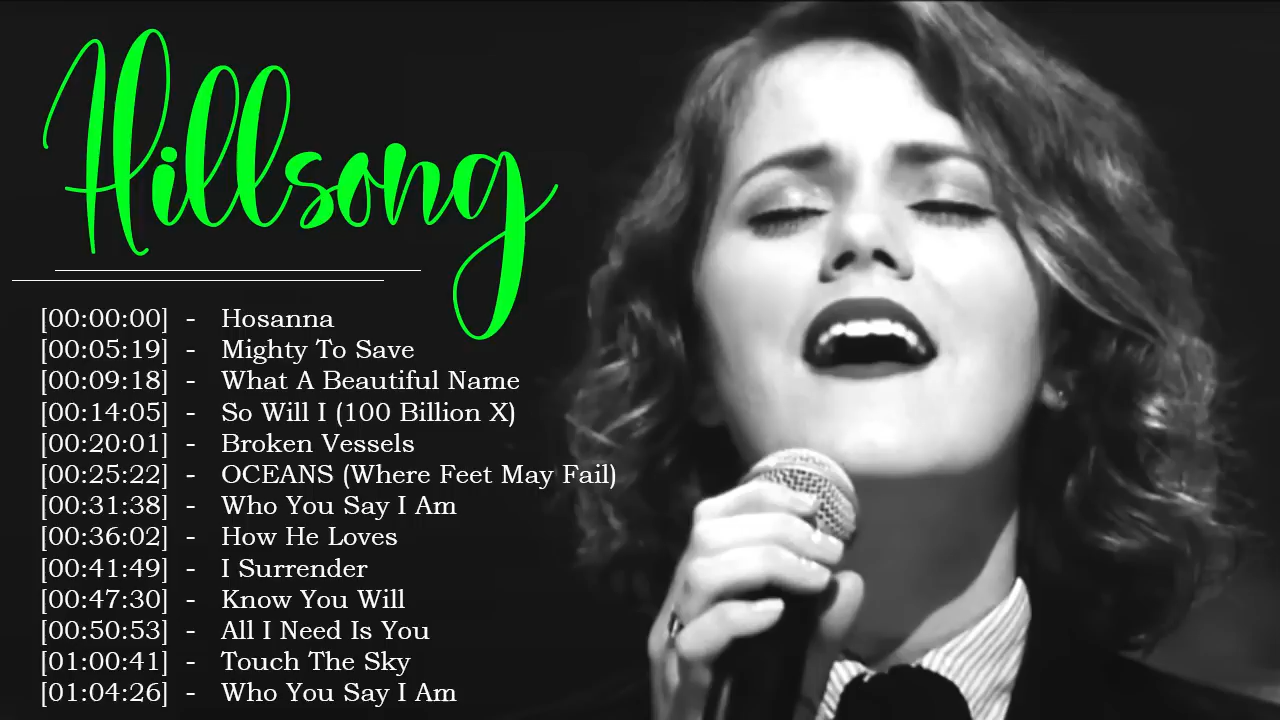 Hillsong
[00:00:00] - Hosanna
[00:05:19] - Mighty To Save
[00:09:18] - What A Beautiful Name
[00:14:05] - So Will I (100 Billion X)
[00:20:01] - Broken Vessels
[00:25:22] - OCEANS (Where Feet May Fail)
[00:31:38] - Who You Say I Am
[00:36:02] - How He Loves
[00:41:49] - I Surrender
[00:47:30] - Know You Will
[00:50:53] - All I Need Is You
[01:00:41] - Touch The Sky
[01:04:26] - Who You Say I Am